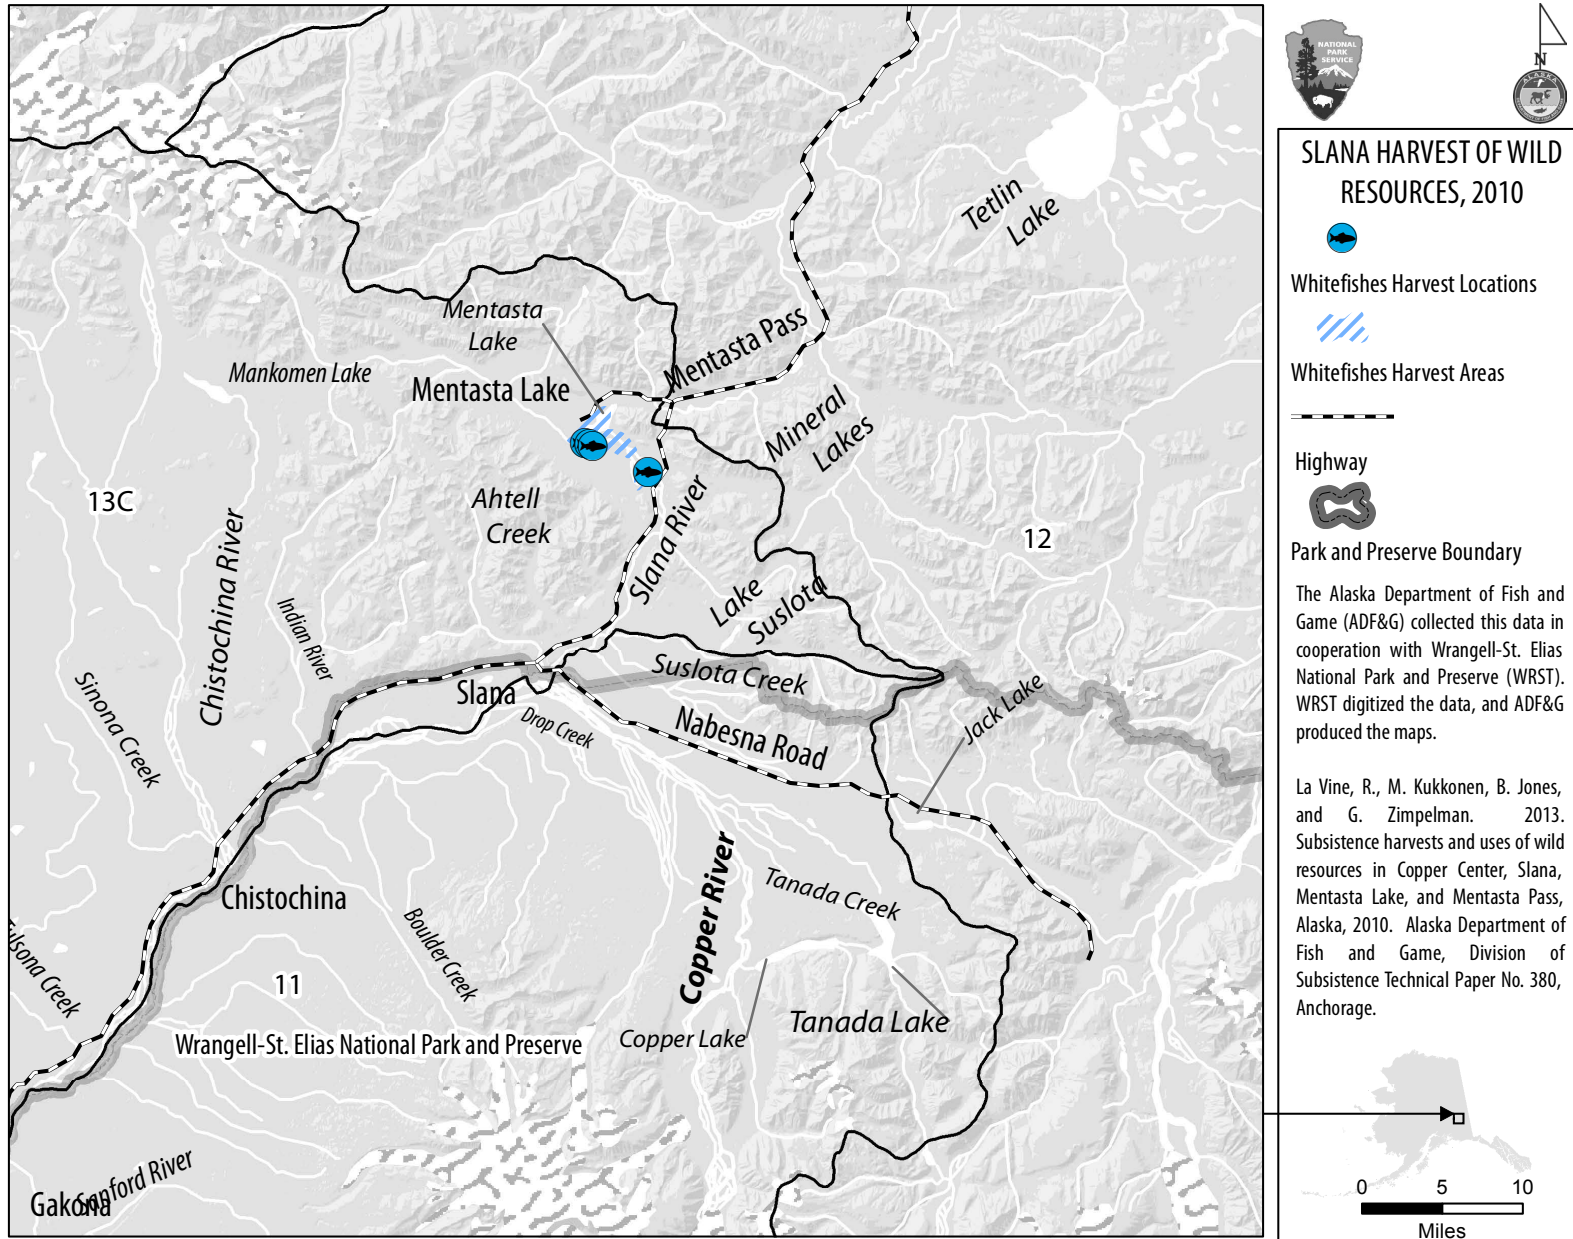 Tetlin
Lake
Mentasta
Lake
Mentasta Pass
Mankomen Lake
Mentasta Lake
Mineral
Lakes
13C
Ahtell
Creek
Chistochina River
Slana River
12
Lake
Suslota
Indian River
Sinona Creek
Suslota Creek
Slana
Drop Creek
Nabesna Road
Jack Lake
Copper River
Tanada Creek
Chistochina
Boulder Creek
Tulsona Creek
11
Wrangell-St. Elias National Park and Preserve
Copper Lake
Tanada Lake
Sanford River
Gakona
NATIONAL
PARK
SERVICE
N
ALASKA
SLANA HARVEST OF WILD
RESOURCES, 2010
Whitefishes Harvest Locations
Whitefishes Harvest Areas
Highway
Park and Preserve Boundary
The Alaska Department of Fish and
Game (ADF&G) collected this data in
cooperation with Wrangell-St. Elias
National Park and Preserve (WRST).
WRST digitized the data, and ADF&G
produced the maps.
La Vine, R., M. Kukkonen, B. Jones,
and G. Zimpelman. 2013.
Subsistence harvests and uses of wild
resources in Copper Center, Slana,
Mentasta Lake, and Mentasta Pass,
Alaska, 2010. Alaska Department of
Fish and Game, Division of
Subsistence Technical Paper No. 380,
Anchorage.
0 5 10
Miles